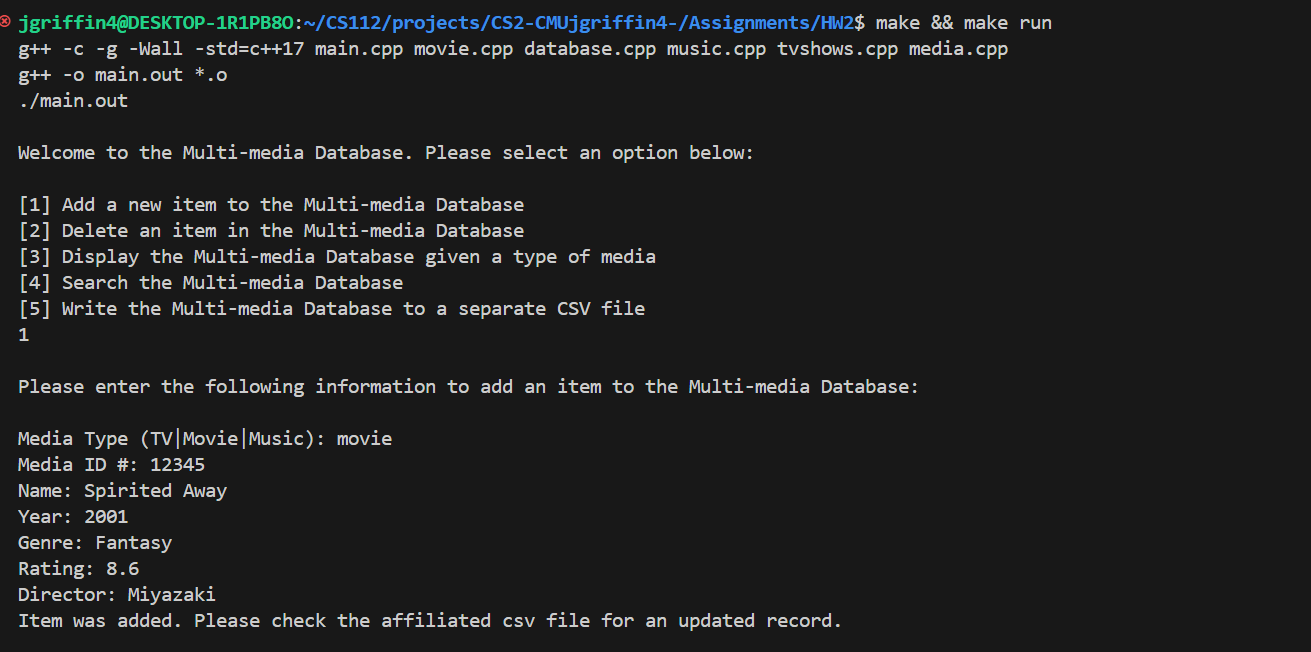 jgriffin4@DESKTOP-1R1PB8O:~/CS112/projects/CS2-CMUjgriffin4-/Assignments/HW2$ make && make run
g++ -c -g -Wall -std=c++17 main.cpp movie.cpp database.cpp music.cpp tvshows.cpp media.cpp
g++ -o main.out *.o
./main.out
Welcome to the Multi-media Database. Please select an option below:
[1] Add a new item to the Multi-media Database
[2] Delete an item in the Multi-media Database
[3] Display the Multi-media Database given a type of media
[4] Search the Multi-media Database
[5] Write the Multi-media Database to a separate CSV file
1
Please enter the following information to add an item to the Multi-media Database:
Media Type (TV|Movie|Music): movie
Media ID #: 12345
Name: Spirited Away
Year: 2001
Genre: Fantasy
Rating: 8.6
Director: Miyazaki
Item was added. Please check the affiliated csv file for an updated record.